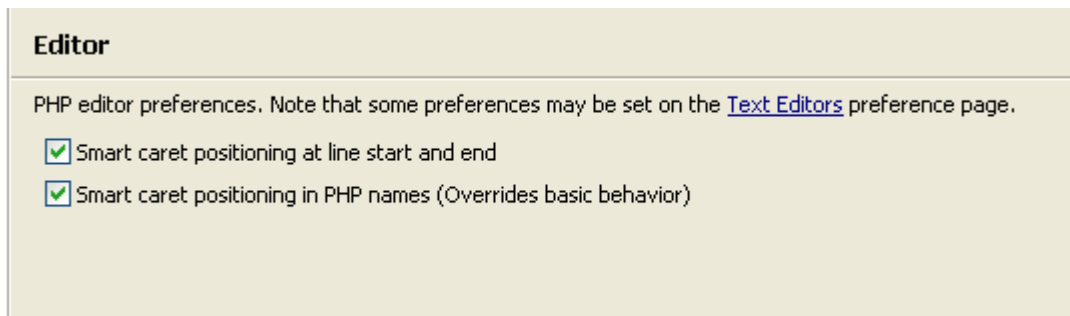 Editor
PHP editor preferences. Note that some preferences may be set on the Text Editors preference page.
Smart caret positioning at line start and end
Smart caret positioning in PHP names (Overrides basic behavior)